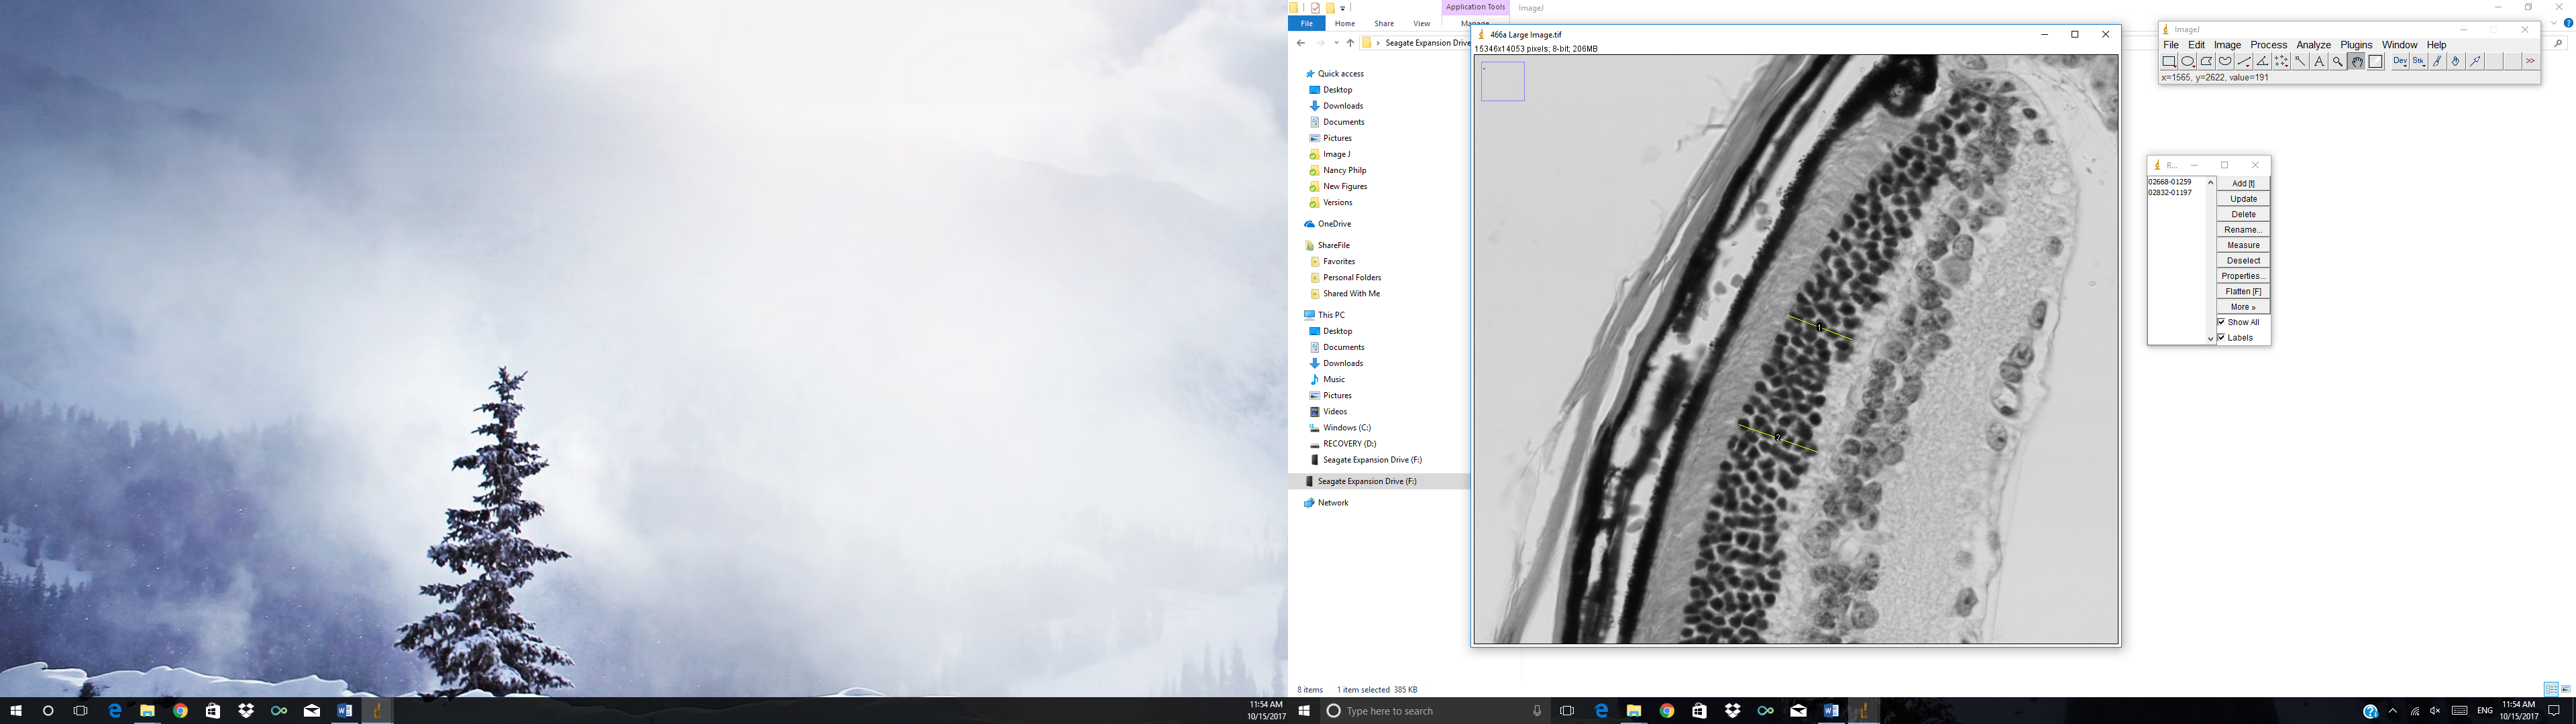 Application Tools
ImageJ
File
Home
Share
View
Manage
Seagate Expansion Drive
Quick access
Desktop
Downloads
Documents
Pictures
Image J
Nancy Philp
New Figures
Versions
OneDrive
ShareFile
Favorites
Personal Folders
Shared With Me
This PC
Desktop
Documents
Downloads
Music
Pictures
Videos
Windows (C:)
RECOVERY (D:)
Seagate Expansion Drive (F:)
Seagate Expansion Drive (F:)
Network
8 items 1 item selected 385 KB
466a Large Image.tif
15346x14053 pixels; 8-bit; 206MB
1
2
ImageJ
File Edit Image Process Analyze Plugins Window Help
A Dev Stk >>
x=1565, y=2622, value=191
R...
02668-01259
02832-01197
Add [t]
Update
Delete
Rename...
Measure
Deselect
Properties...
Flatten [F]
More »
Show All
Labels
11:54 AM
10/15/2017
Type here to search
ENG
11:54 AM
10/15/2017